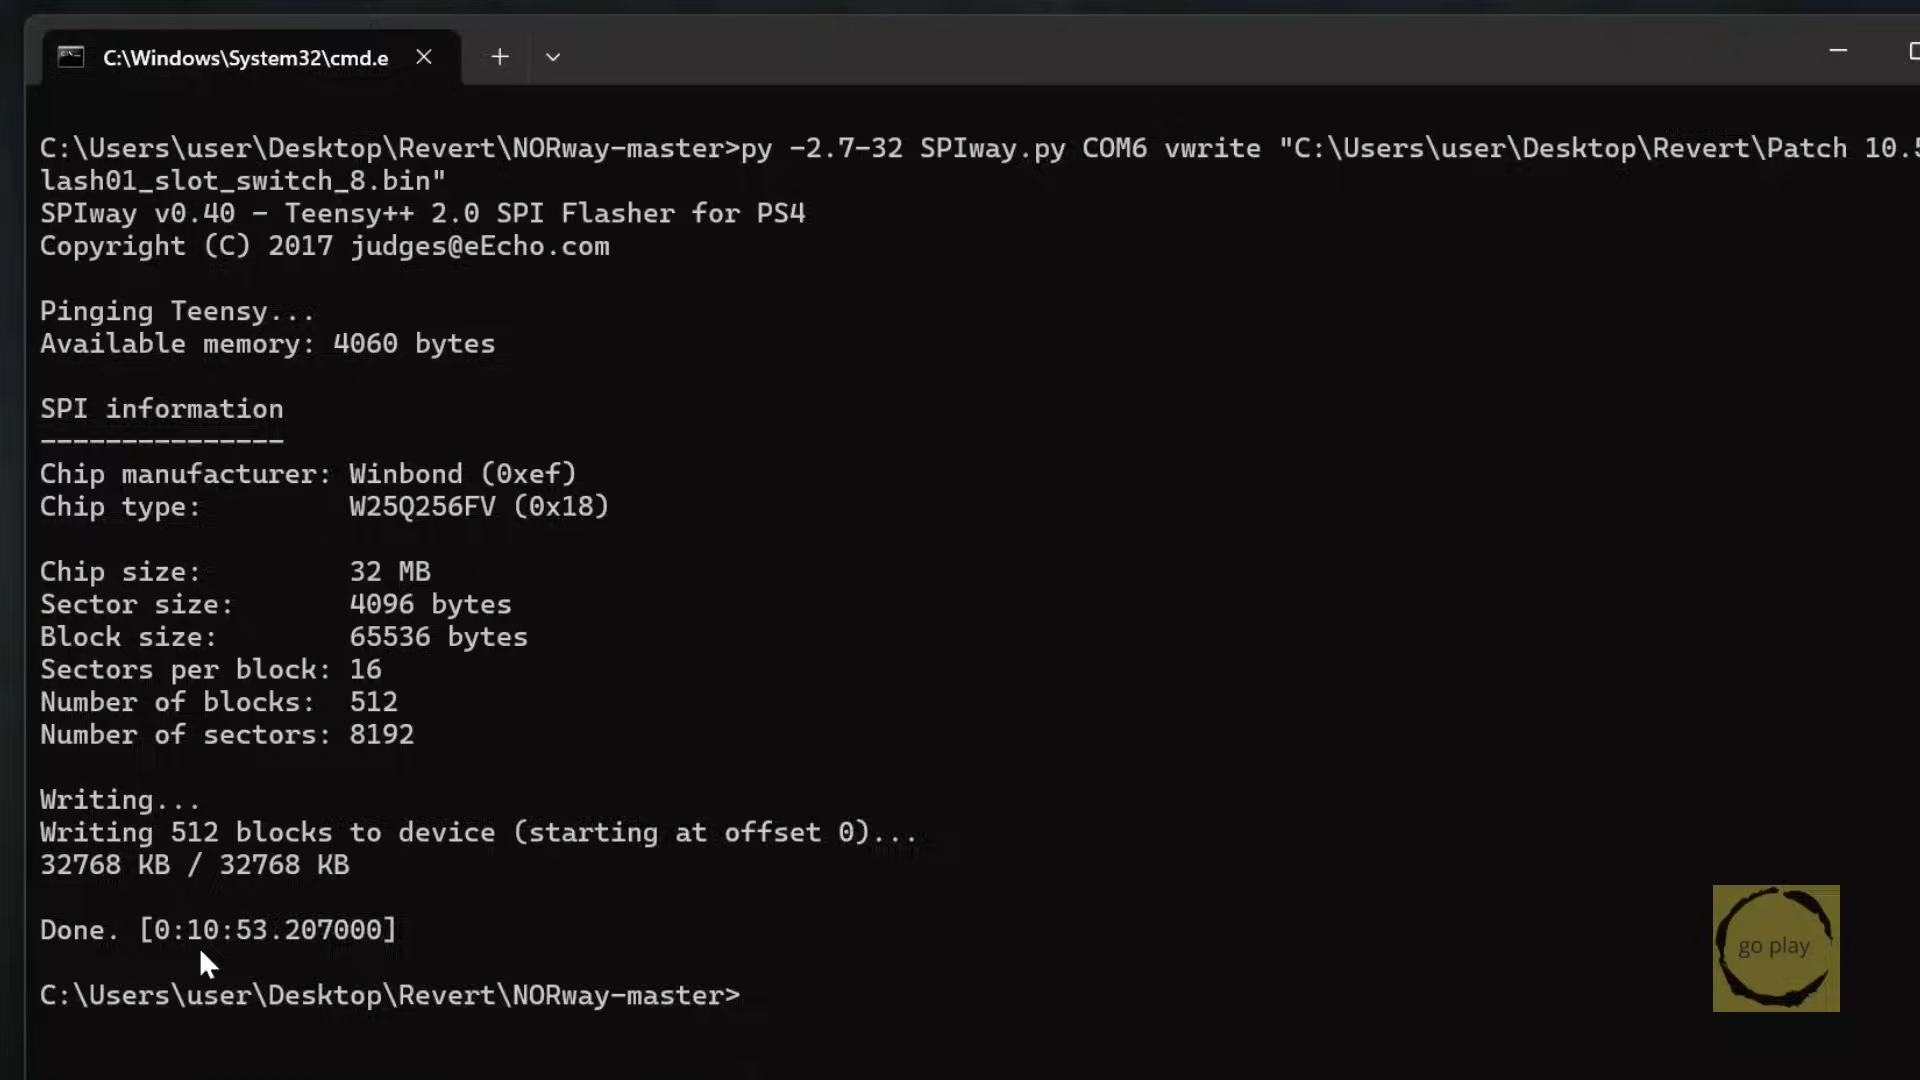 C:\Windows\System32\cmd.e
C:\Users\user\Desktop\Revert\NORway-master>py -2.7-32 SPIway.py COM6 vwrite "C:\Users\user\Desktop\Revert\Patch 10.5
lash01_slot_switch_8.bin"
SPIway v0.40 - Teensy++ 2.0 SPI Flasher for PS4
Copyright (C) 2017 judges@eEcho.com
Pinging Teensy...
Available memory: 4060 bytes
SPI information
---------------
Chip manufacturer: Winbond (0xef)
Chip type: W25Q256FV (0x18)
Chip size: 32 MB
Sector size: 4096 bytes
Block size: 65536 bytes
Sectors per block: 16
Number of blocks: 512
Number of sectors: 8192
Writing...
Writing 512 blocks to device (starting at offset 0)...
32768 KB / 32768 KB
Done. [0:10:53.207000]
go play
C:\Users\user\Desktop\Revert\NORway-master>